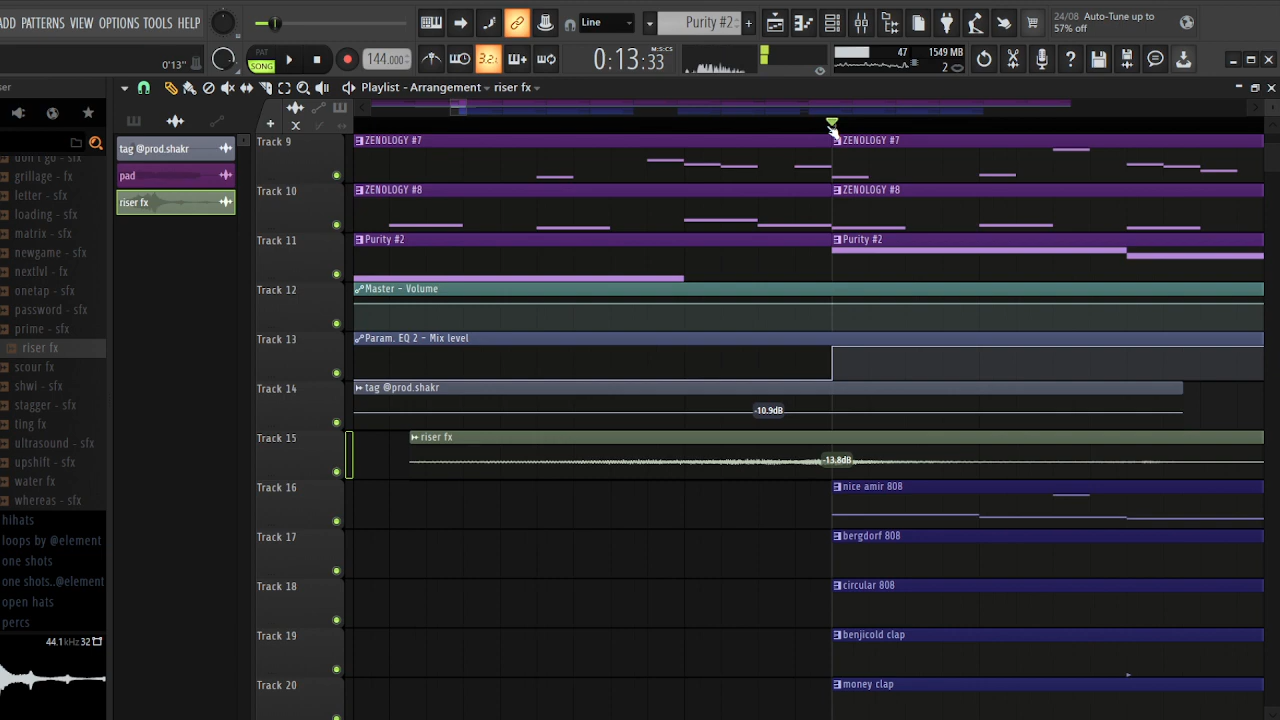 ADD PATTERNS VIEW OPTIONS TOOLS HELP
Line
Purity #2
24/08 Auto-Tune up to
57% off
0'13"
PAT
SONG
144.000
3.2.
0:13:33
M:S:CS
47
1549 MB
2
Playlist - Arrangement riser fx
ser
don't go - sfx
grillage - fx
letter - sfx
loading - sfx
matrix - sfx
newgame - sfx
nextlvl - fx
onetap - sfx
password - sfx
prime - sfx
riser fx
scour fx
shwi - sfx
stagger - sfx
ting fx
ultrasound - sfx
upshift - sfx
water fx
whereas - sfx
hihats
loops by @element
one shots
one shots..@element
open hats
percs
44.1kHz 32
tag @prod.shakr
pad
riser fx
Track 9
ZENOLOGY #7
ZENOLOGY #7
Track 10
ZENOLOGY #8
ZENOLOGY #8
Track 11
Purity #2
Purity #2
Track 12
Master - Volume
Track 13
Param. EQ 2 - Mix level
Track 14
tag @prod.shakr
-10.9dB
Track 15
riser fx
-13.8dB
Track 16
nice amir 808
Track 17
bergdorf 808
Track 18
circular 808
Track 19
benjicold clap
Track 20
money clap